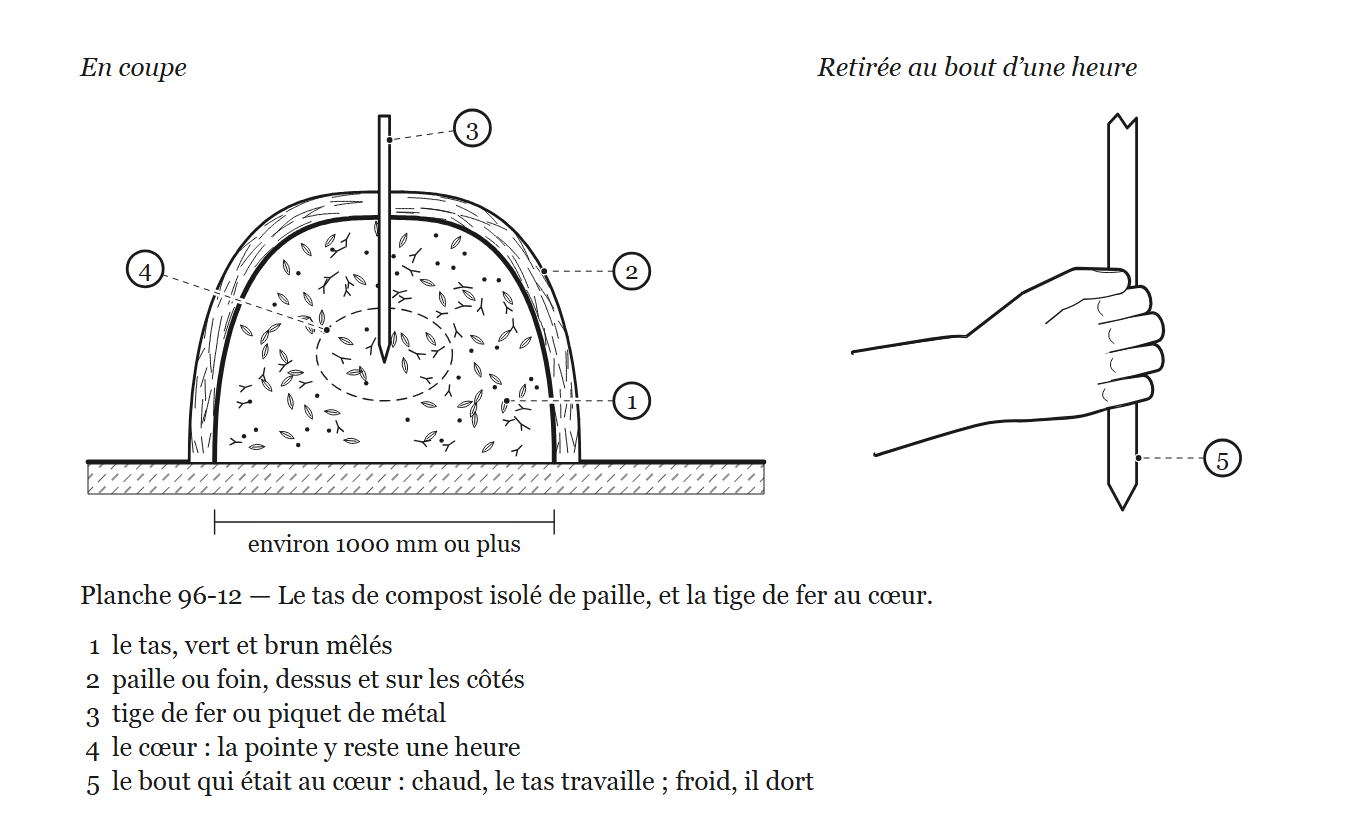 En coupe
Retirée au bout d’une heure
3
4
2
1
5
environ 1000 mm ou plus
Planche 96-12 — Le tas de compost isolé de paille, et la tige de fer au cœur.
1 le tas, vert et brun mêlés
2 paille ou foin, dessus et sur les côtés
3 tige de fer ou piquet de métal
4 le cœur : la pointe y reste une heure
5 le bout qui était au cœur : chaud, le tas travaille ; froid, il dort